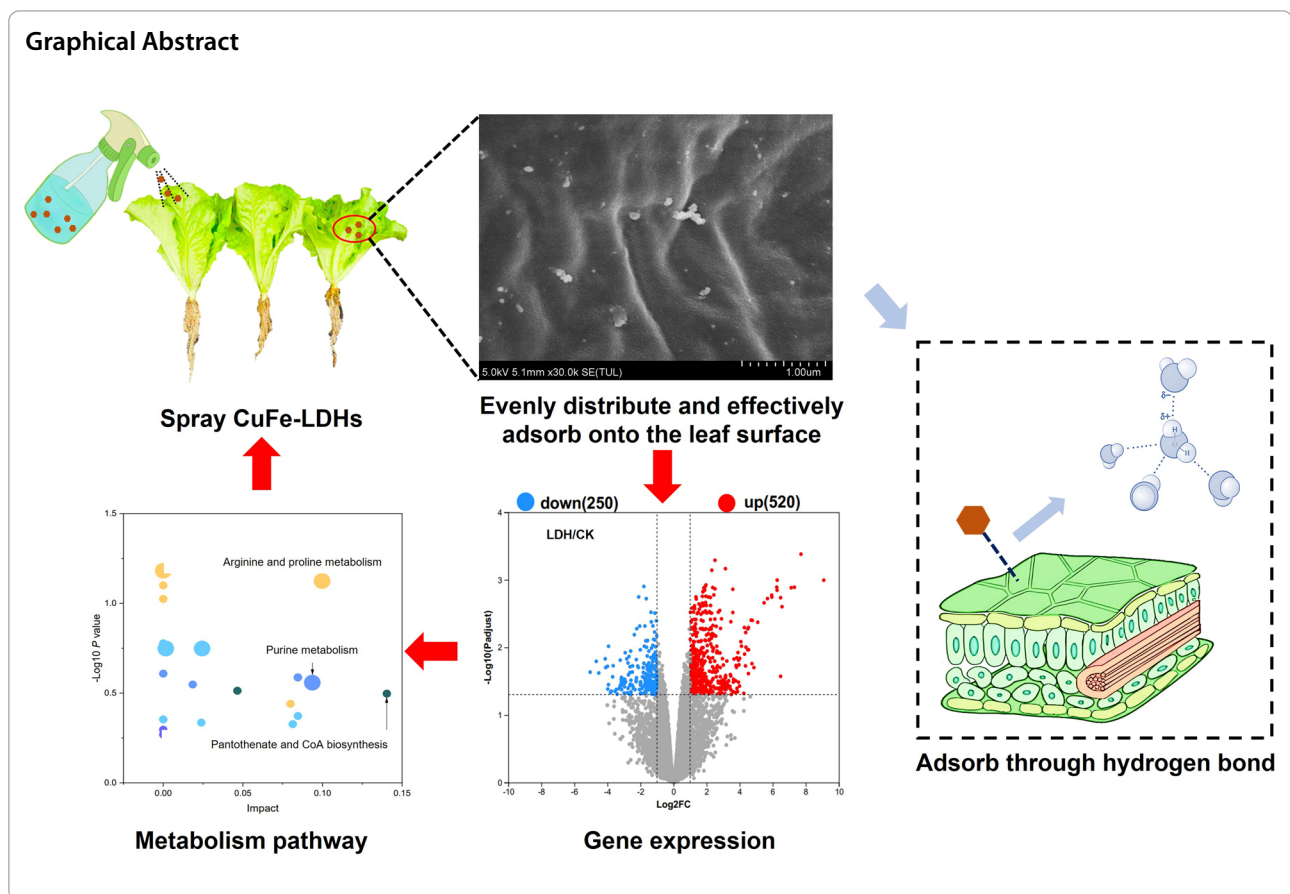 Graphical Abstract
5.0kV 5.1mm x30.0k SE(TUL)
1.00um
Spray CuFe-LDHs
Evenly distribute and effectively
adsorb onto the leaf surface
δ−
δ+
H
H
Adsorb through hydrogen bond
down(250)
up(520)
LDH/CK
-Log10(Padjust)
4
3
2
1
0
-10 -8 -6 -4 -2 0 2 4 6 8 10
Log2FC
Gene expression
-Log10 P value
1.5
1.0
0.5
0.0
Arginine and proline metabolism
Purine metabolism
Pantothenate and CoA biosynthesis
0.00 0.05 0.10 0.15
Impact
Metabolism pathway